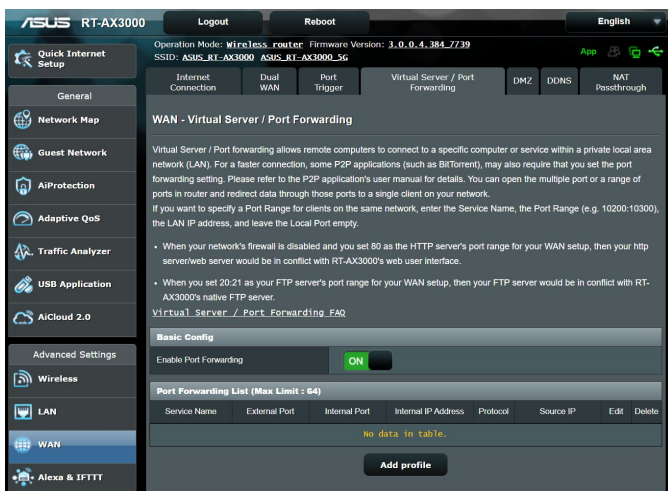 ASUS RT-AX3000 Logout Reboot English
Quick Internet Setup
General
Network Map
Guest Network
AiProtection
Adaptive QoS
Traffic Analyzer
USB Application
AiCloud 2.0
Advanced Settings
Wireless
LAN
WAN
Alexa & IFTTT
Operation Mode: Wireless router Firmware Version: 3.0.0.4.384_7739
SSID: ASUS_RT-AX3000 ASUS_RT-AX3000_5G
App
Internet Connection Dual WAN Port Trigger Virtual Server / Port Forwarding DMZ DDNS NAT Passthrough
WAN - Virtual Server / Port Forwarding
Virtual Server / Port forwarding allows remote computers to connect to a specific computer or service within a private local area
network (LAN). For a faster connection, some P2P applications (such as BitTorrent), may also require that you set the port
forwarding setting. Please refer to the P2P application's user manual for details. You can open the multiple port or a range of
ports in router and redirect data through those ports to a single client on your network.
If you want to specify a Port Range for clients on the same network, enter the Service Name, the Port Range (e.g. 10200:10300),
the LAN IP address, and leave the Local Port empty.
• When your network's firewall is disabled and you set 80 as the HTTP server's port range for your WAN setup, then your http
server/web server would be in conflict with RT-AX3000's web user interface.
• When you set 20:21 as your FTP server's port range for your WAN setup, then your FTP server would be in conflict with RT-
AX3000's native FTP server.
Virtual Server / Port Forwarding FAQ
Basic Config
Enable Port Forwarding ON
Port Forwarding List (Max Limit : 64)
Service Name External Port Internal Port Internal IP Address Protocol Source IP Edit Delete
No data in table.
Add profile